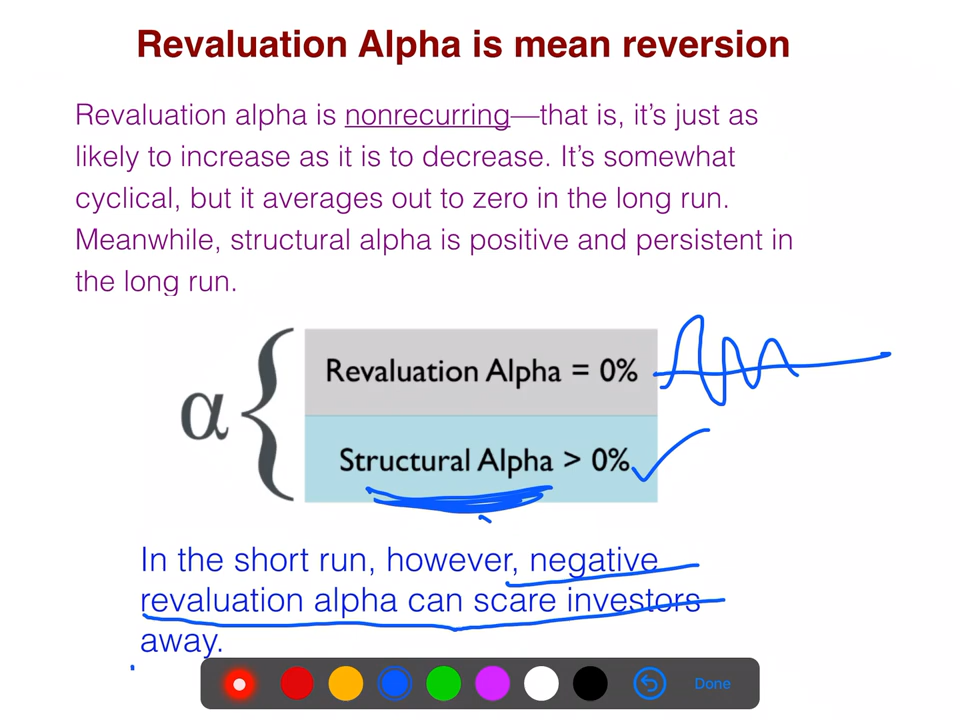 Revaluation Alpha is mean reversion
Revaluation alpha is nonrecurring—that is, it's just as
likely to increase as it is to decrease. It's somewhat
cyclical, but it averages out to zero in the long run.
Meanwhile, structural alpha is positive and persistent in
the long run.
α
Revaluation Alpha = 0%
Structural Alpha > 0%
In the short run, however, negative
revaluation alpha can scare investors
away.
Done